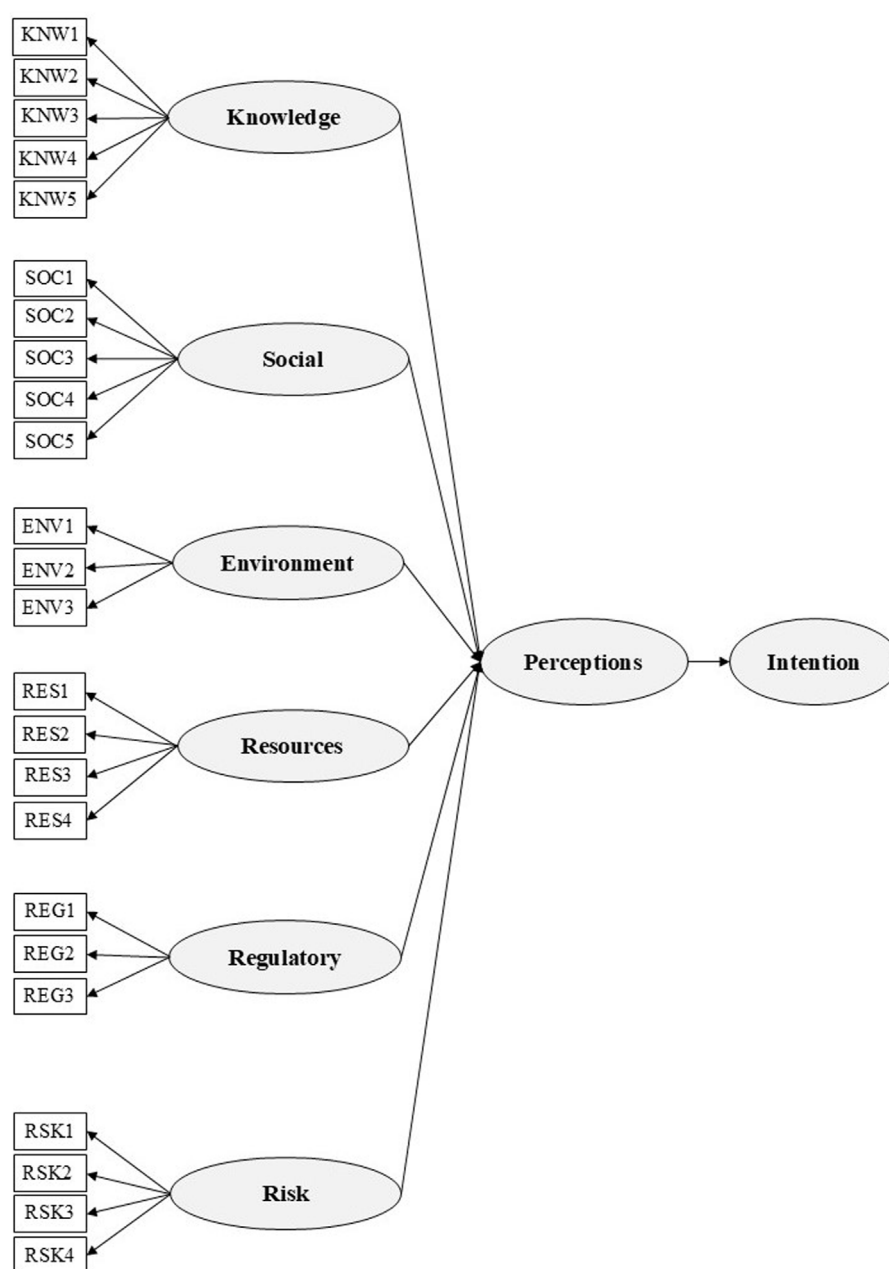 KNW1
KNW2
KNW3
KNW4
KNW5
Knowledge
SOC1
SOC2
SOC3
SOC4
SOC5
Social
ENV1
ENV2
ENV3
Environment
Perceptions
Intention
RES1
RES2
RES3
RES4
Resources
REG1
REG2
REG3
Regulatory
RSK1
RSK2
RSK3
RSK4
Risk